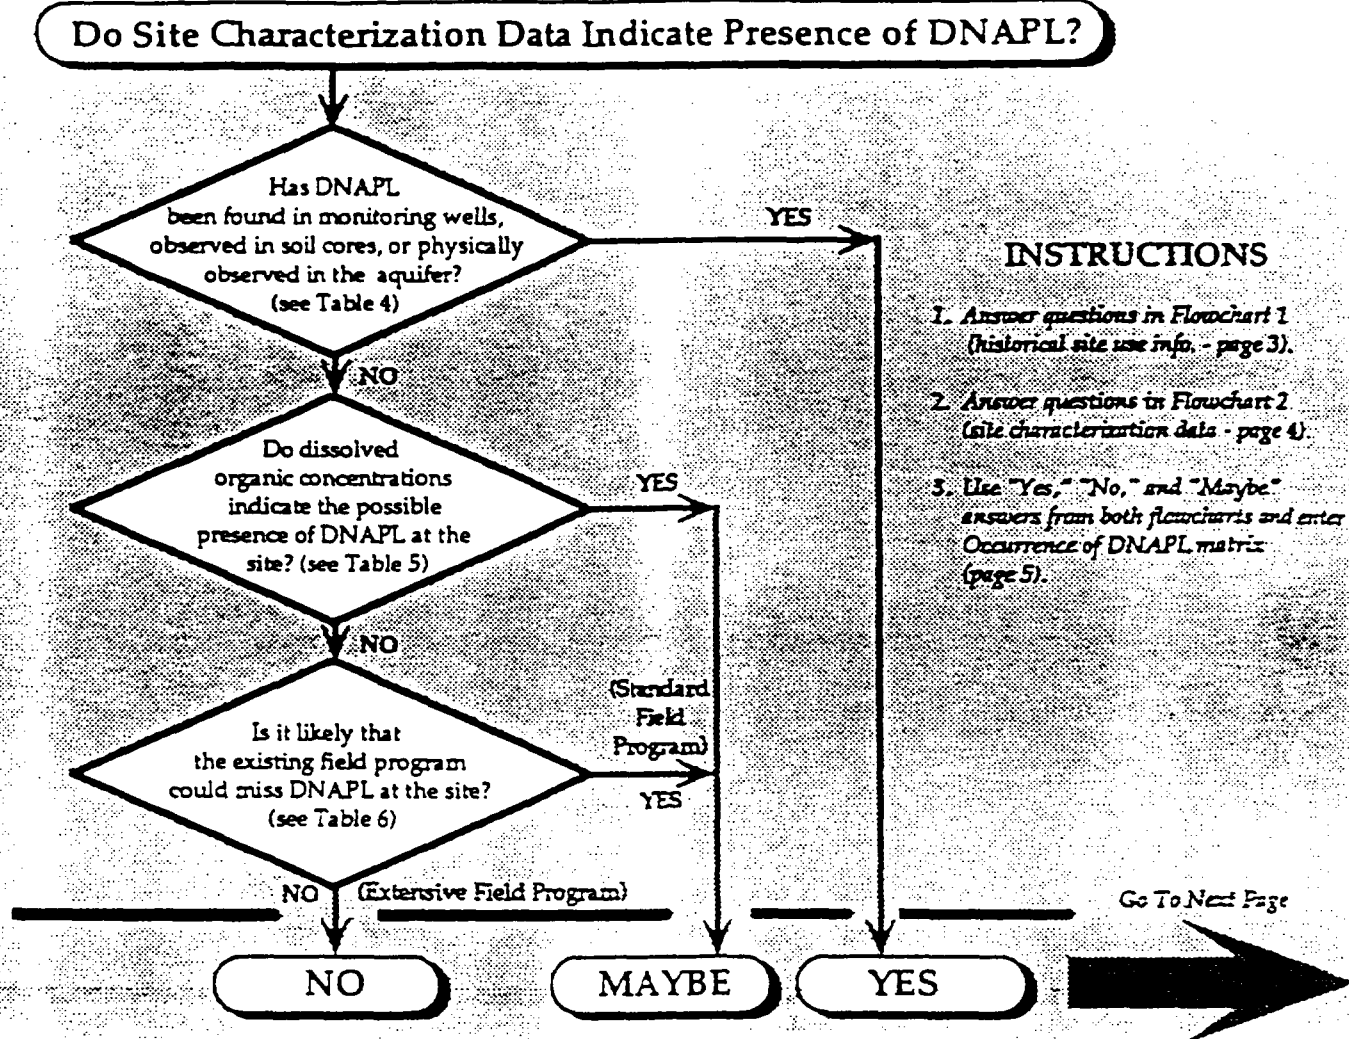 Do Site Characterization Data Indicate Presence of DNAPL?
Has DNAPL
been found in monitoring wells,
observed in soil cores, or physically
observed in the aquifer?
(see Table 4)
YES
NO
Do dissolved
organic concentrations
indicate the possible
presence of DNAPL at the
site? (see Table 5)
YES
NO
Is it likely that
the existing field program
could miss DNAPL at the site?
(see Table 6)
(Standard
Field
Program)
YES
NO (Extensive Field Program)
NO
MAYBE
YES
INSTRUCTIONS
1. Answer questions in Flowchart 1
(historical site use info. - page 3).
2. Answer questions in Flowchart 2
(site characterization data - page 4).
3. Use "Yes," "No," and "Maybe"
answers from both flowcharts and enter
Occurrence of DNAPL matrix
(page 5).
Go To Next Page